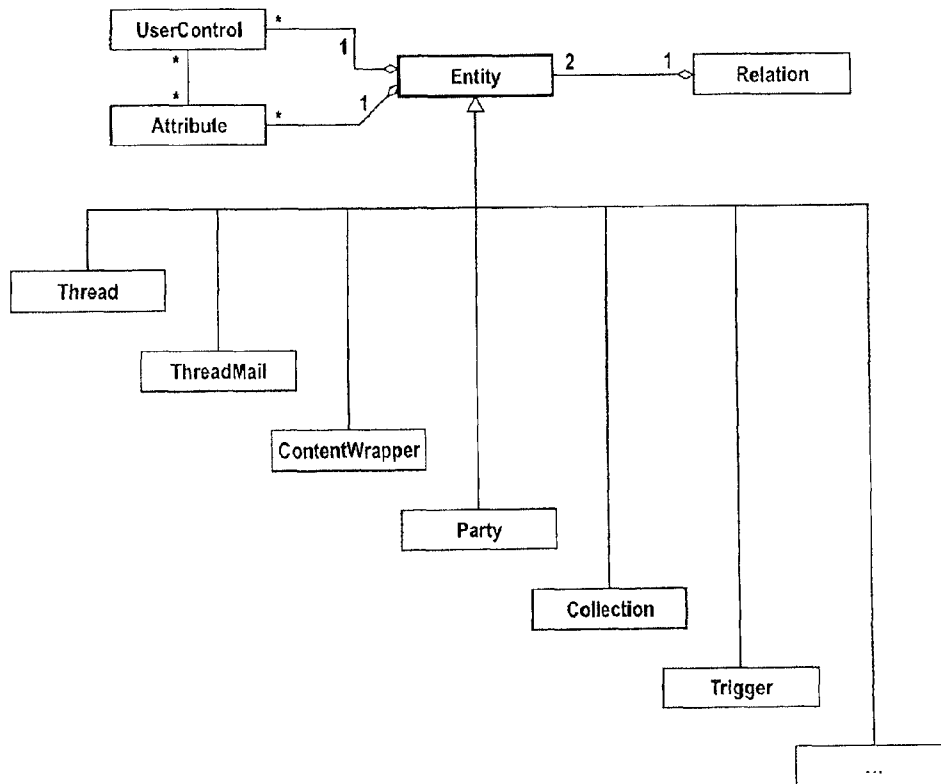 UserControl
*
1
*
*
Attribute
*
1
Entity
2
1
Relation
Thread
ThreadMail
ContentWrapper
Party
Collection
Trigger
...